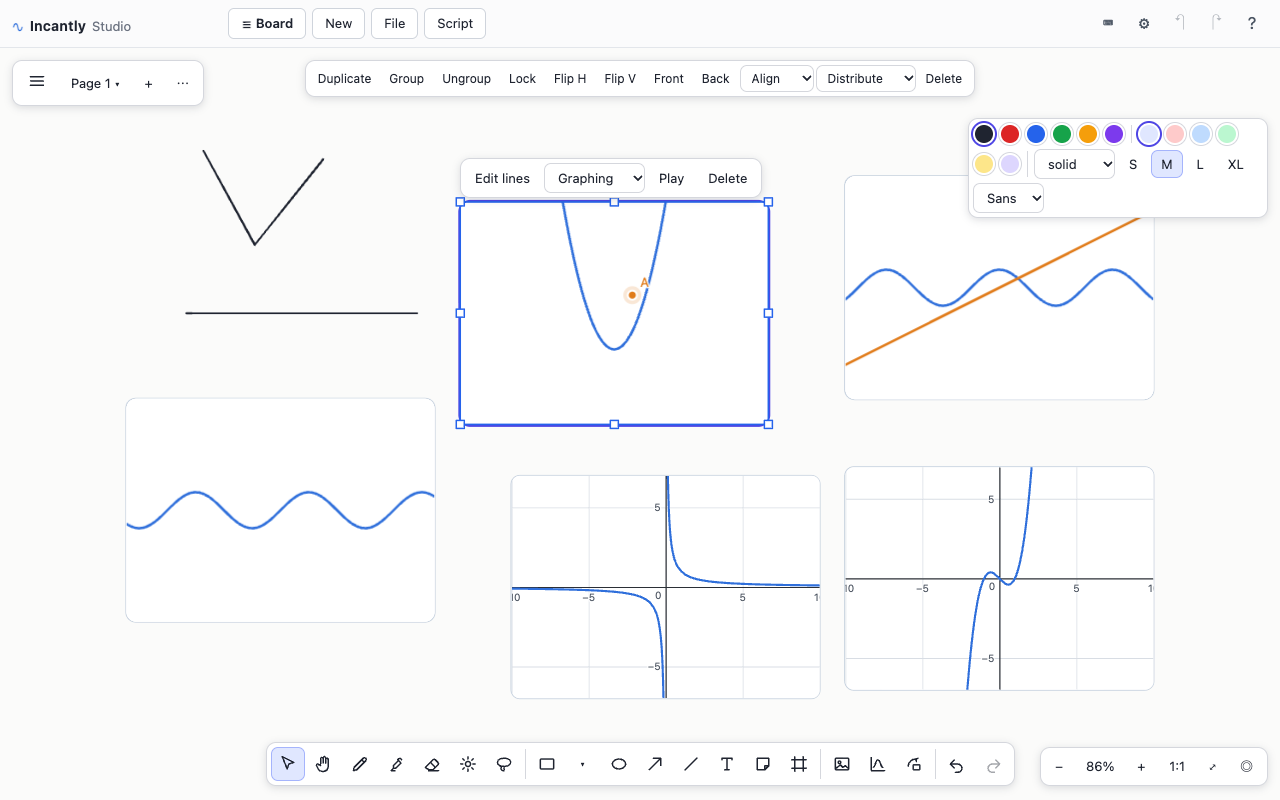 Incantly Studio
Board New File Script
?
Page 1 + ...
Duplicate Group Ungroup Lock Flip H Flip V Front Back Align Distribute Delete
solid S M L XL
Sans
Edit lines Graphing Play Delete
A
5
−5 0 5
−5
5
−5 0 5
−5
− 86% + 1:1